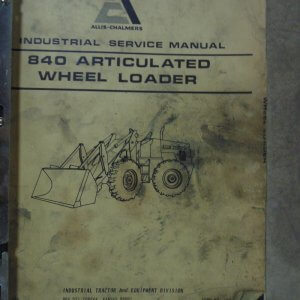 ALLIS-CHALMERS
INDUSTRIAL SERVICE MANUAL
840 ARTICULATED
WHEEL LOADER
INDUSTRIAL TRACTOR and EQUIPMENT DIVISION